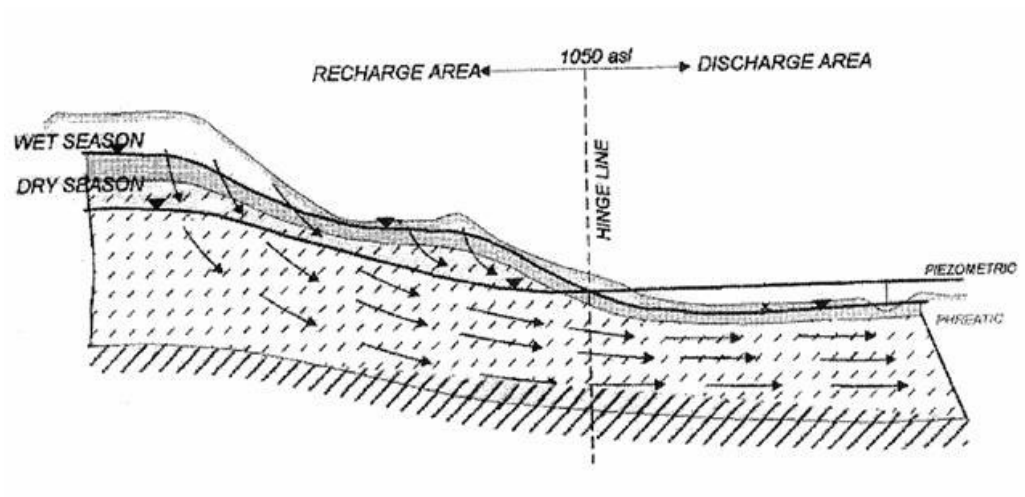 1050 asl
RECHARGE AREA DISCHARGE AREA
WET SEASON
DRY SEASON
HINGE LINE
PIEZOMETRIC
PHREATIC